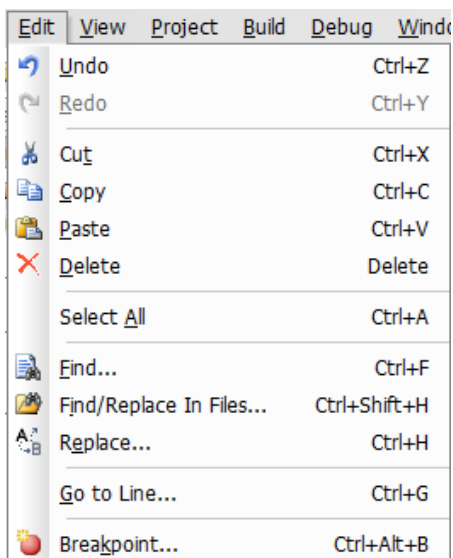 Edit View Project Build Debug
Undo Ctrl+Z
Redo Ctrl+Y
Cut Ctrl+X
Copy Ctrl+C
Paste Ctrl+V
Delete Delete
Select All Ctrl+A
Find... Ctrl+F
Find/Replace In Files... Ctrl+Shift+H
Replace... Ctrl+H
Go to Line... Ctrl+G
Breakpoint... Ctrl+Alt+B